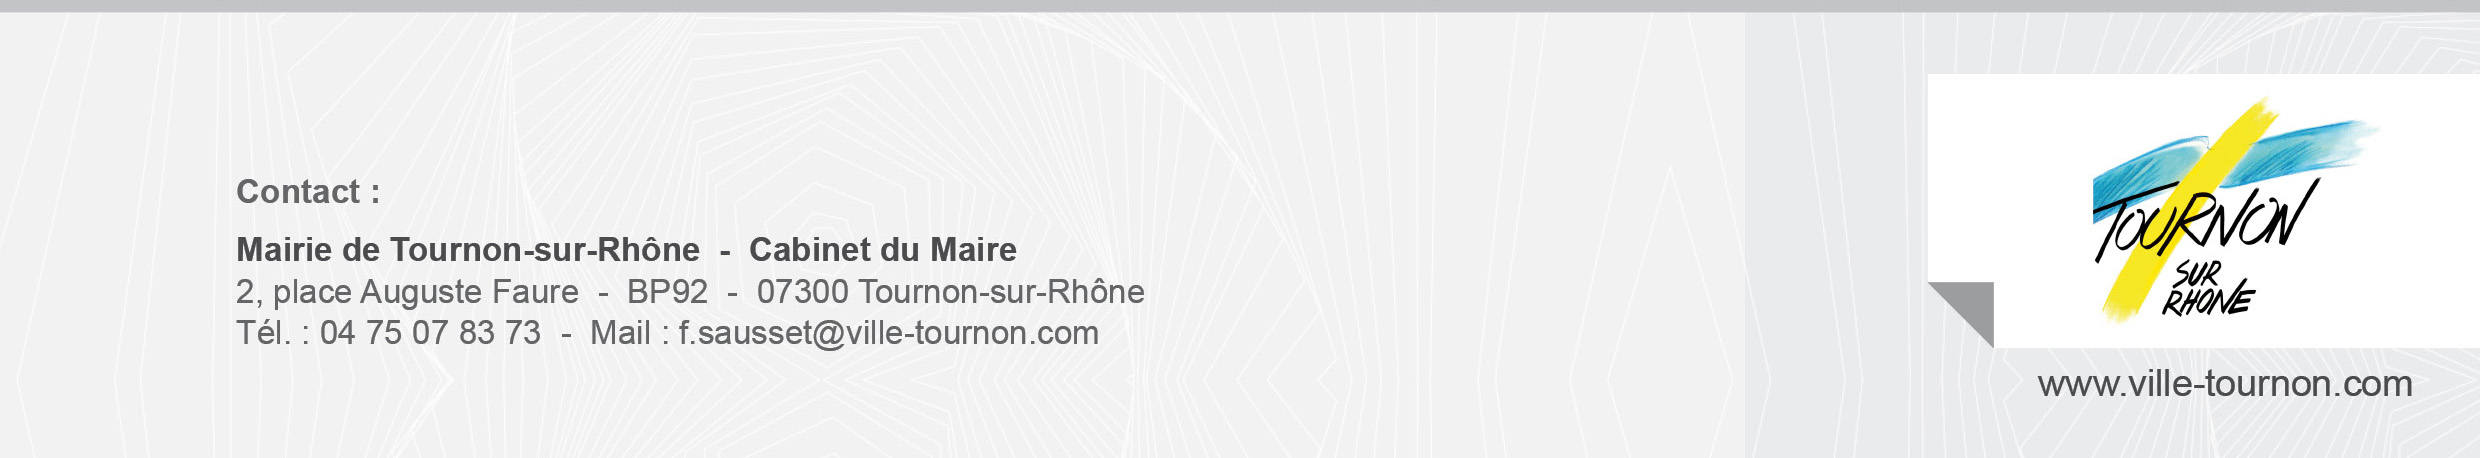 Contact :
Mairie de Tournon-sur-Rhône - Cabinet du Maire
2, place Auguste Faure - BP92 - 07300 Tournon-sur-Rhône
Tél. : 04 75 07 83 73 - Mail : f.sausset@ville-tournon.com
TOURNON
SUR
RHONE
www.ville-tournon.com